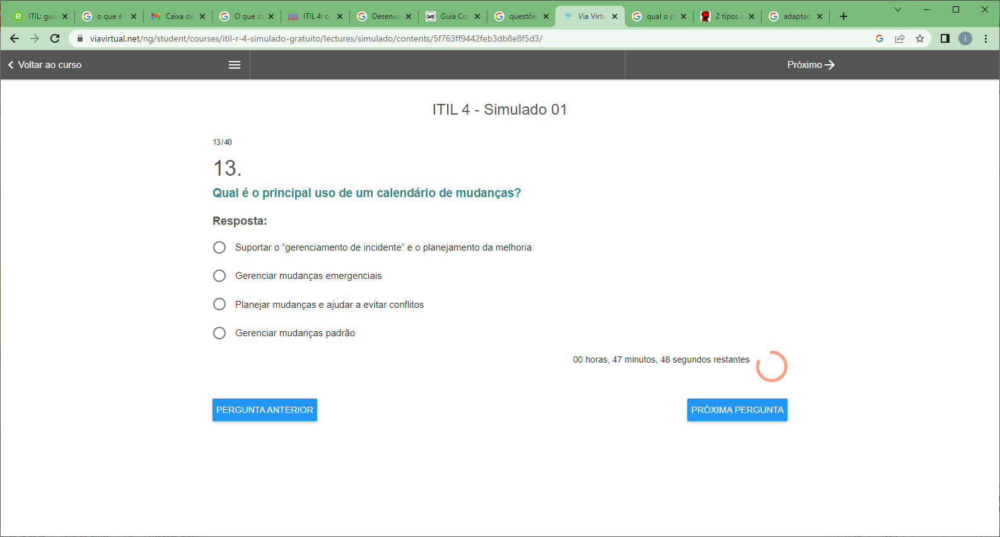 ITIL: guia
o que é
Caixa de
O que sã
ITIL 4: o
Desenvo
Guia Co
questões
Via Virtu
qual o p
2 tipos
adaptad
viavirtual.net/ng/student/courses/itil-r-4-simulado-gratuito/lectures/simulado/contents/5f763ff9442feb3db8e8f5d3/
Voltar ao curso
Próximo
ITIL 4 - Simulado 01
13/40
13.
Qual é o principal uso de um calendário de mudanças?
Resposta:
Suportar o “gerenciamento de incidente” e o planejamento da melhoria
Gerenciar mudanças emergenciais
Planejar mudanças e ajudar a evitar conflitos
Gerenciar mudanças padrão
00 horas, 47 minutos, 48 segundos restantes
PERGUNTA ANTERIOR
PRÓXIMA PERGUNTA